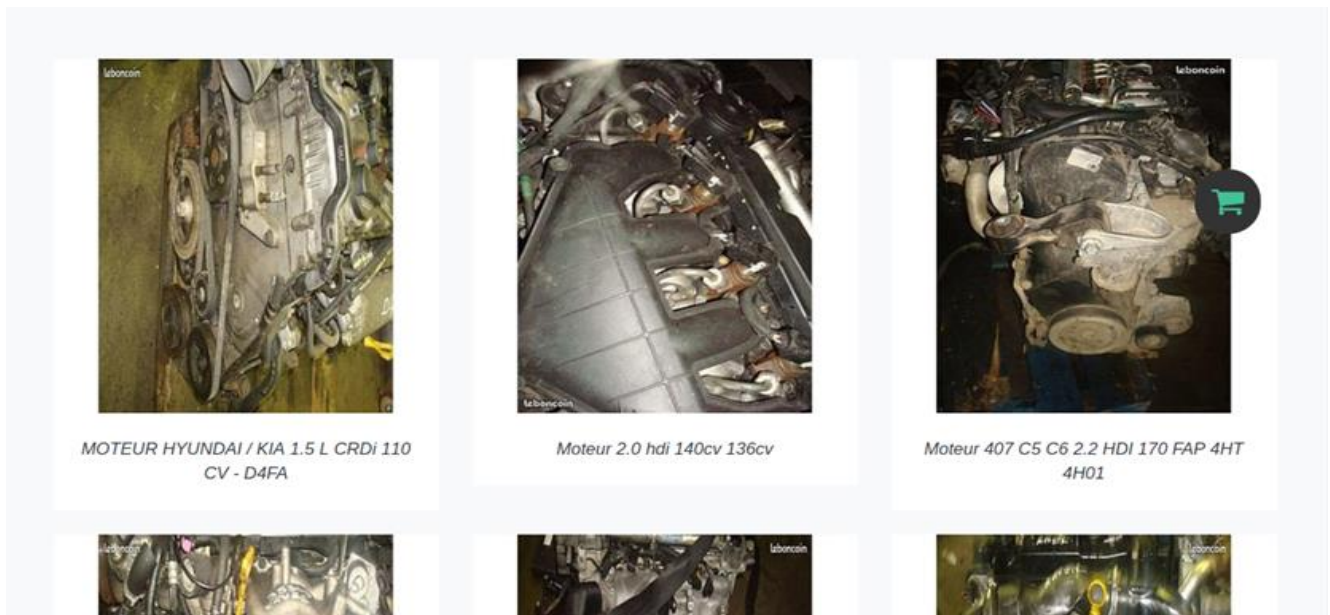 leboncoin
leboncoin
leboncoin
MOTEUR HYUNDAI / KIA 1.5 L CRDi 110
CV - D4FA
Moteur 2.0 hdi 140cv 136cv
Moteur 407 C5 C6 2.2 HDI 170 FAP 4HT
4H01
leboncoin
leboncoin
leboncoin